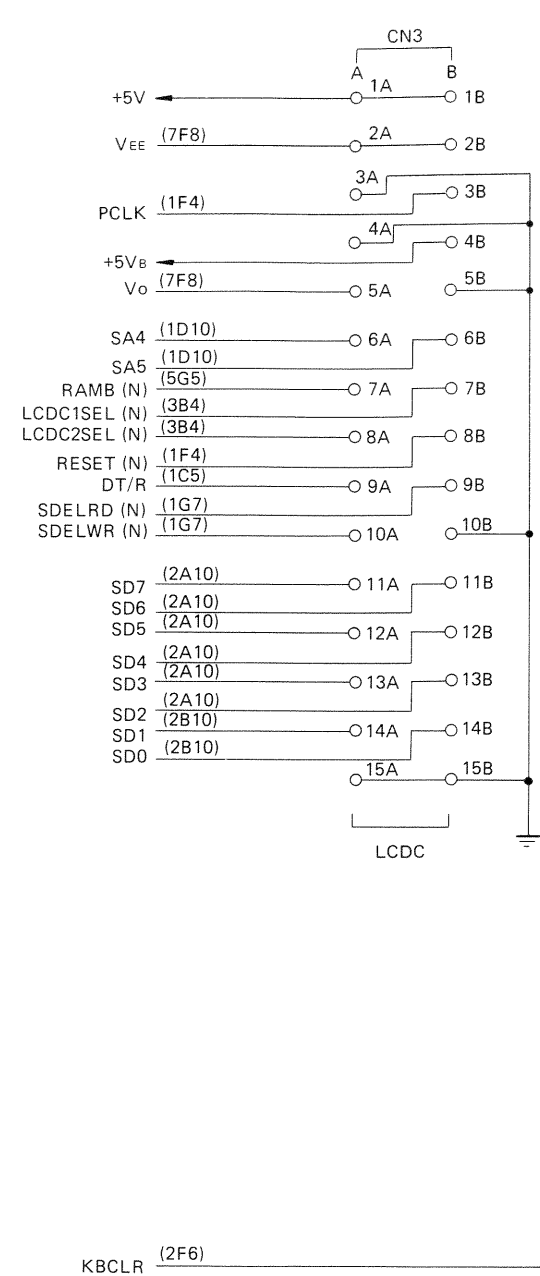 CN3
A B
+5V 1A 1B
VEE (7F8) 2A 2B
3A 3B
PCLK (1F4)
4A 4B
+5VB
Vo (7F8) 5A 5B
SA4 (1D10) 6A 6B
SA5 (1D10)
RAMB (N) (5G5) 7A 7B
LCDC1SEL (N) (3B4)
LCDC2SEL (N) (3B4) 8A 8B
RESET (N) (1F4)
DT/R (1C5) 9A 9B
SDELRD (N) (1G7)
SDELWR (N) (1G7) 10A 10B
SD7 (2A10) 11A 11B
SD6 (2A10)
SD5 (2A10) 12A 12B
SD4 (2A10)
SD3 (2A10) 13A 13B
SD2 (2A10)
SD1 (2B10) 14A 14B
SD0 (2B10)
15A 15B
LCDC
KBCLR (2F6)